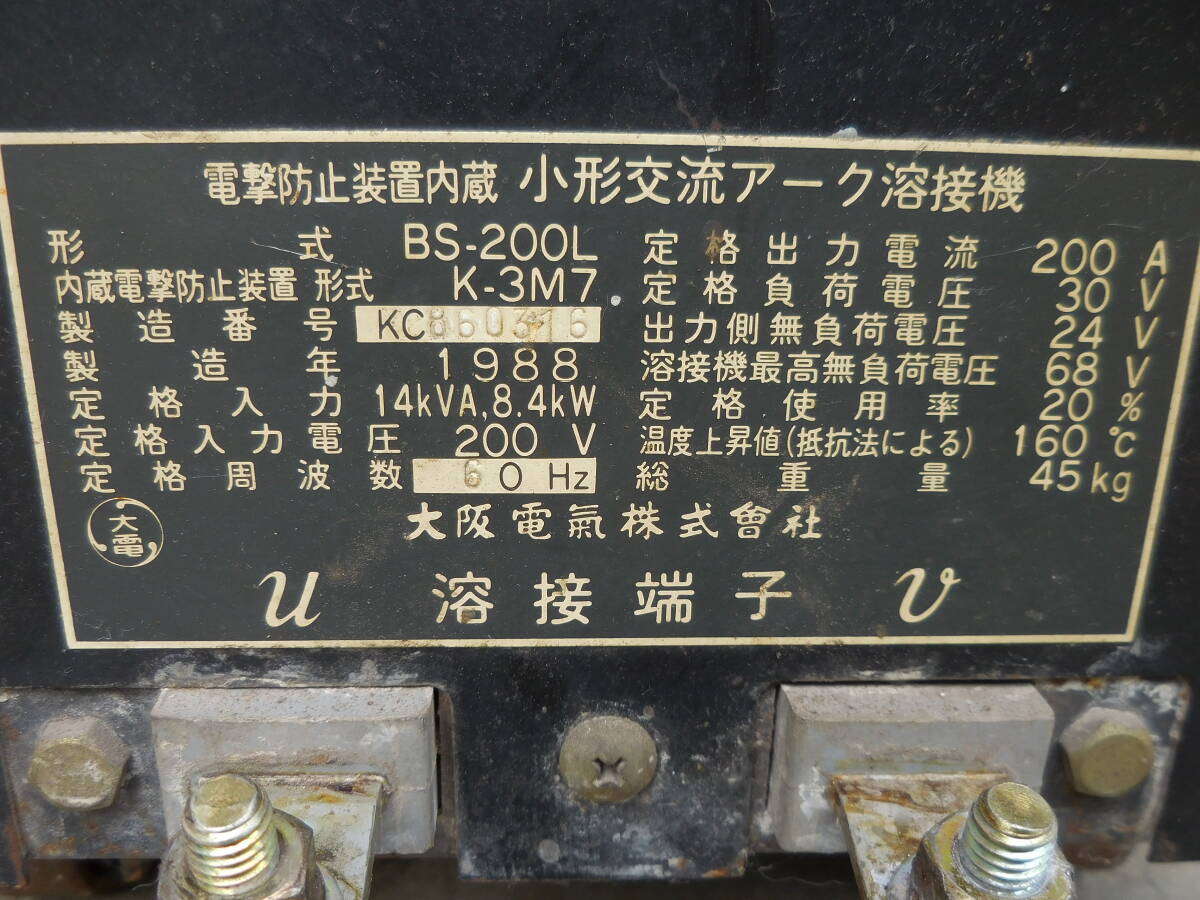 電撃防止装置内蔵 小形交流アーク溶接機
形式 BS-200L
内蔵電撃防止装置 形式 K-3M7
製造番号 KC860316
製造年 1988
定格入力 14kVA,8.4kW
定格入力電圧 200 V
定格周波数 60 Hz
定格出力電流 200 A
定格負荷電圧 30 V
出力側無負荷電圧 24 V
溶接機最高無負荷電圧 68 V
定格使用率 20 %
温度上昇値(抵抗法による) 160 ℃
総重量 45 kg
大電
大阪電氣株式會社
u 溶接端子 v